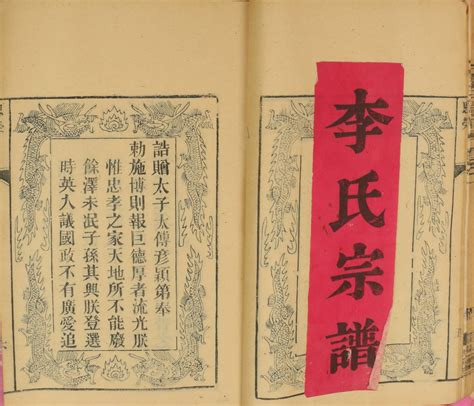 李氏宗譜
誥贈太子太傅彥穎第奉
勅施博則報巨德厚者流光朕
惟忠孝之家天地所不能廢
餘澤未泯子孫其興朕登選
時英入議國政不有廣愛追